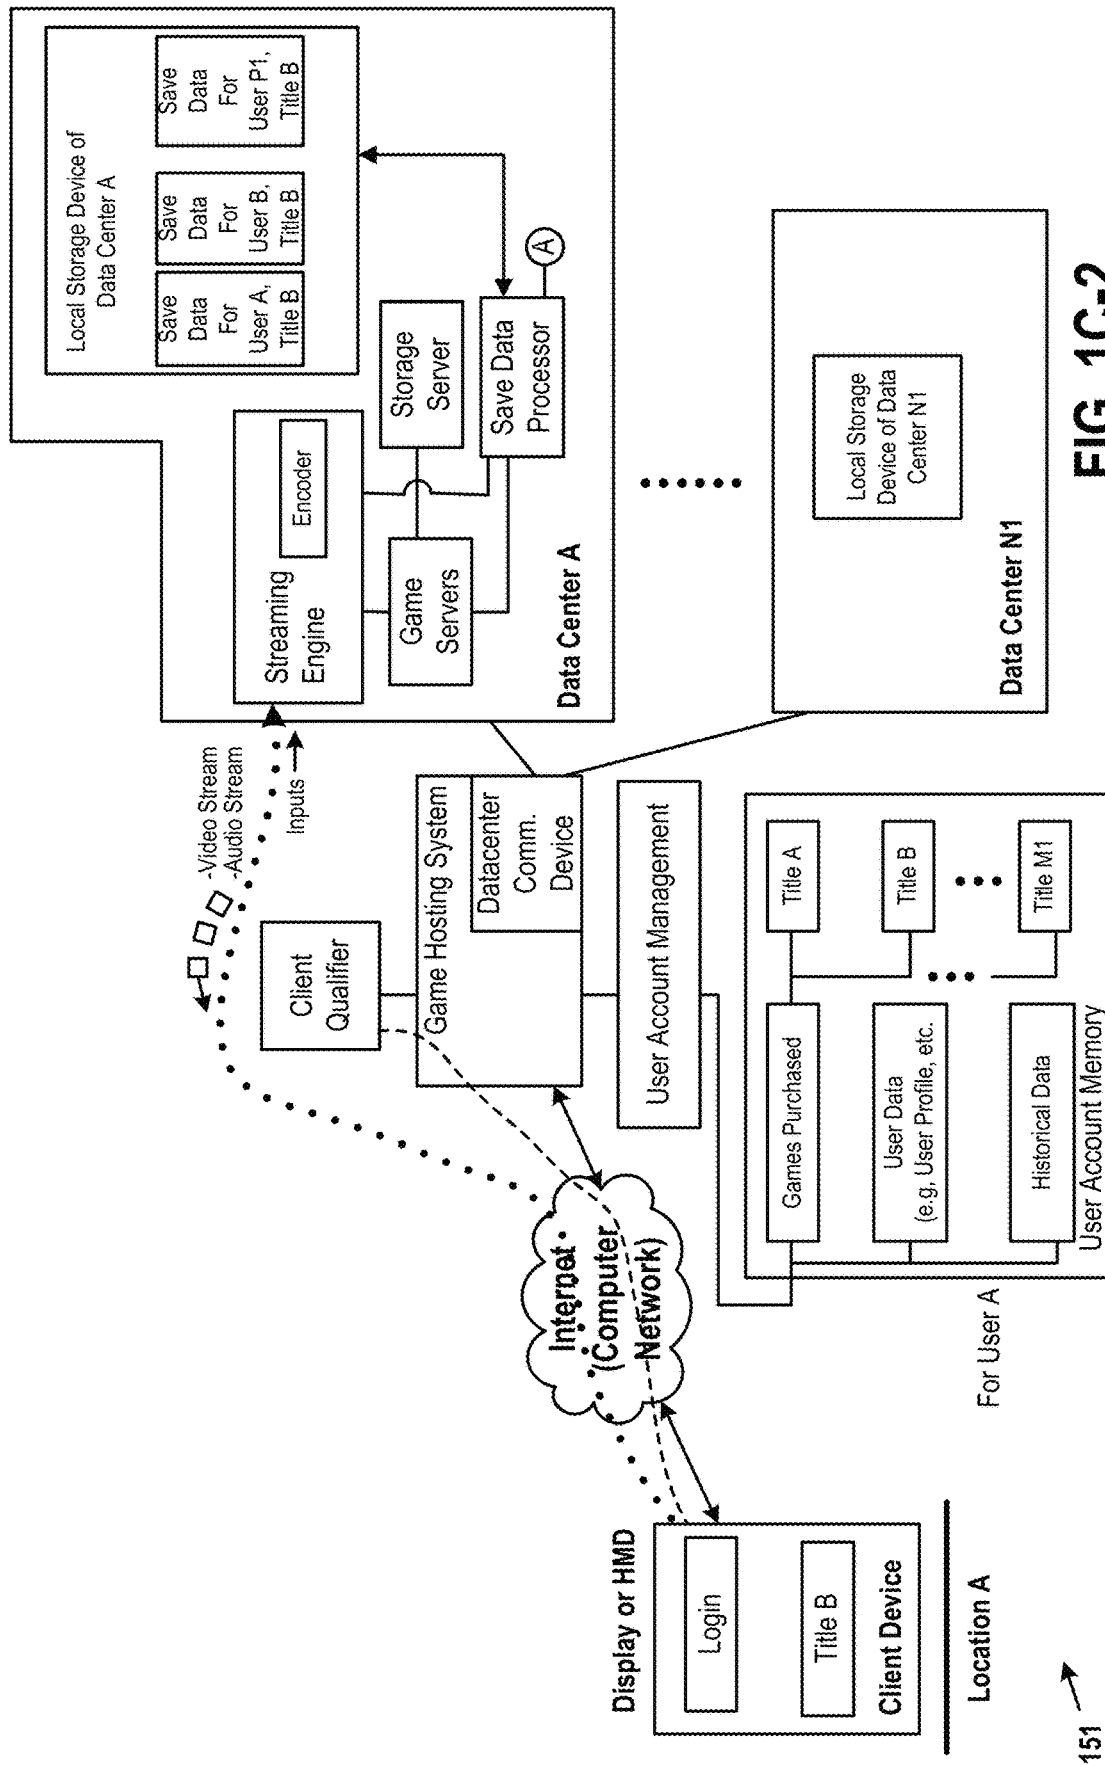 Display or HMD
Login
Title B
Client Device
Location A
151
Internet
(Computer
Network)
-Video Stream
-Audio Stream
Inputs
Client
Qualifier
Game Hosting System
Datacenter
Comm.
Device
User Account Management
For User A
Games Purchased
User Data
(e.g, User Profile, etc.
Historical Data
Title A
Title B
Title M1
User Account Memory
Streaming
Engine
Encoder
Game
Servers
Storage
Server
Save Data
Processor
A
Local Storage Device of
Data Center A
Save
Data
For
User A,
Title B
Save
Data
For
User B,
Title B
Save
Data
For
User P1,
Title B
Data Center A
Local Storage
Device of Data
Center N1
Data Center N1
FIG. 1C-2